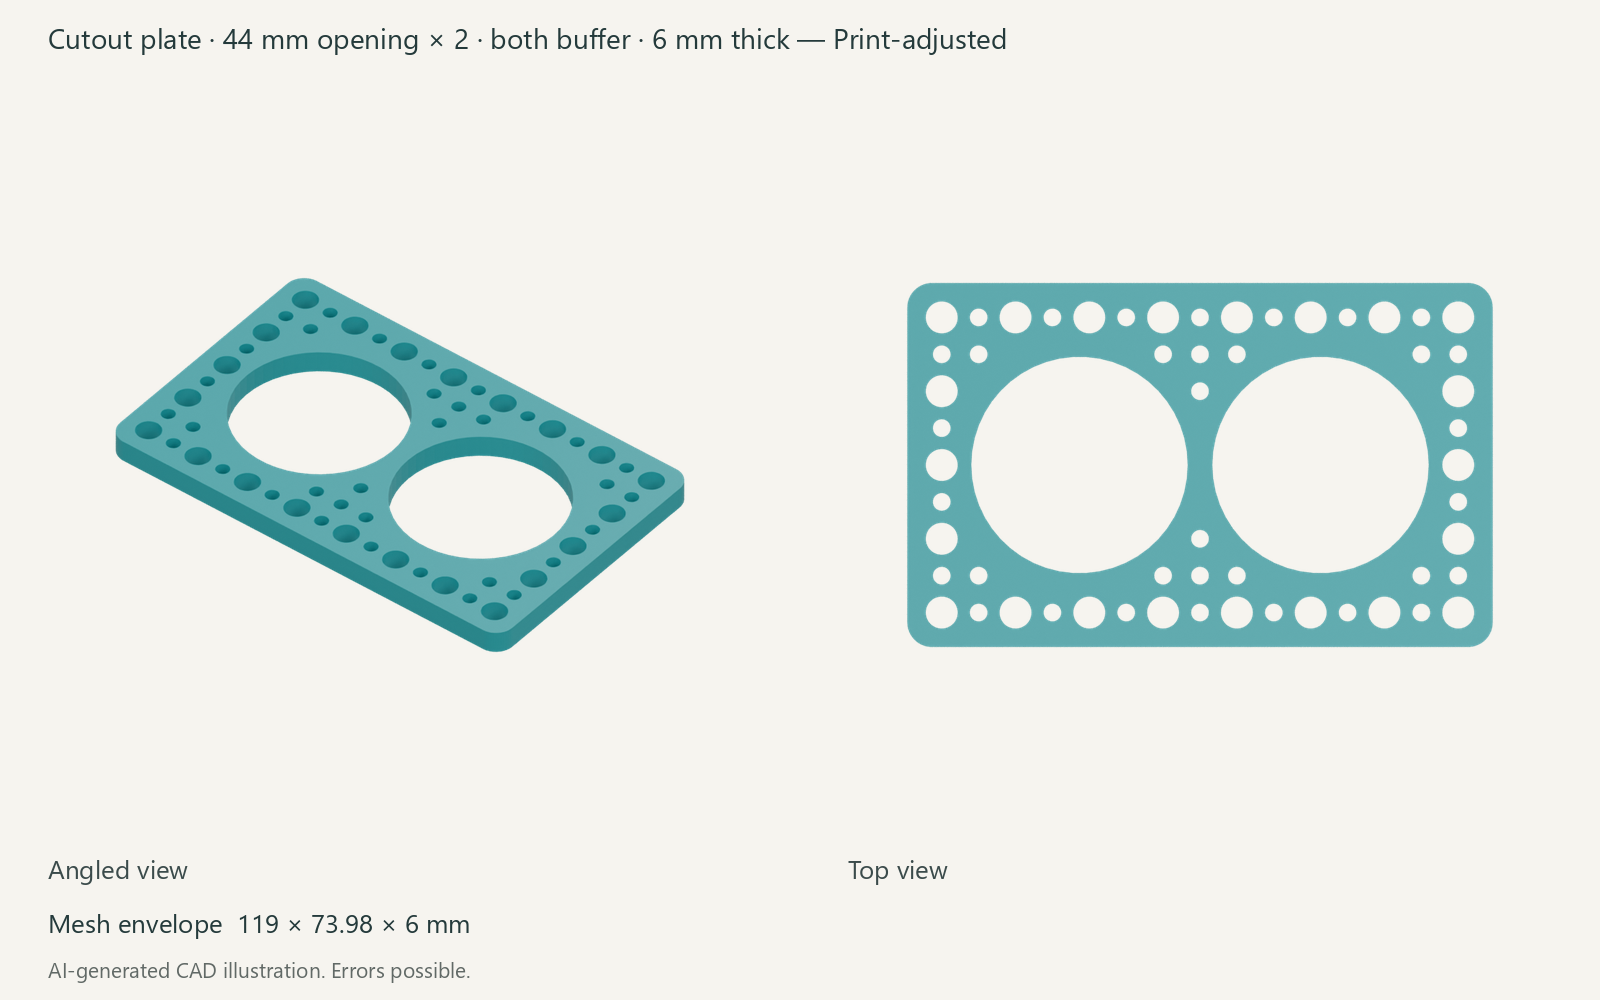 Cutout plate · 44 mm opening × 2 · both buffer · 6 mm thick — Print-adjusted
Angled view
Top view
Mesh envelope 119 × 73.98 × 6 mm
AI-generated CAD illustration. Errors possible.